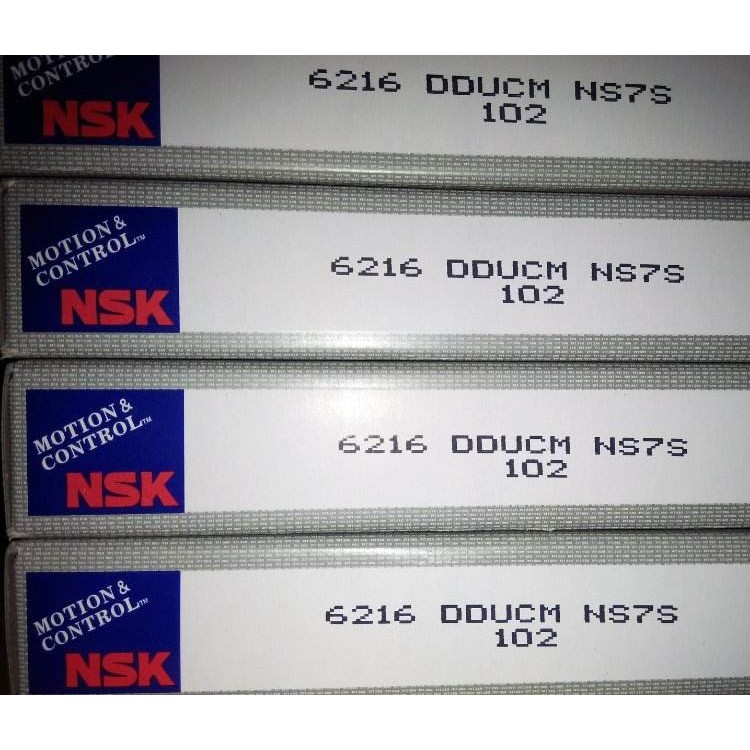 MOTION &
CONTROL
NSK
6216 DDUCM NS7S
102
MOTION &
CONTROL™
NSK
6216 DDUCM NS7S
102
MOTION &
CONTROL™
NSK
6216 DDUCM NS7S
102
MOTION &
CONTROL™
NSK
6216 DDUCM NS7S
102